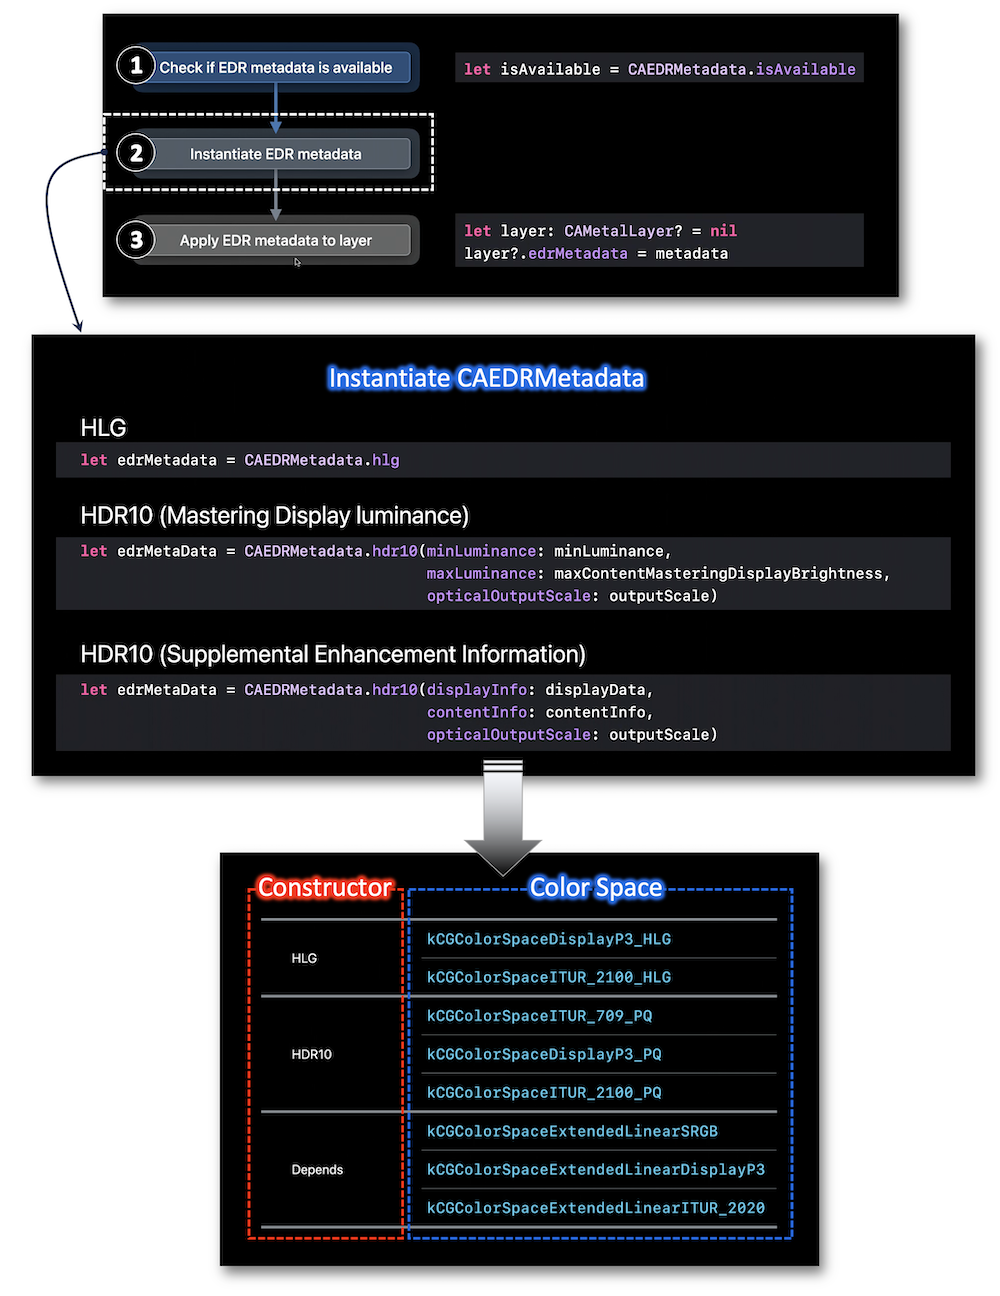 1 Check if EDR metadata is available
let isAvailable = CAEDRMetadata.isAvailable
2 Instantiate EDR metadata
3 Apply EDR metadata to layer
let layer: CAMetalLayer? = nil
layer?.edrMetadata = metadata
Instantiate CAEDRMetadata
HLG
let edrMetadata = CAEDRMetadata.hlg
HDR10 (Mastering Display luminance)
let edrMetaData = CAEDRMetadata.hdr10(minLuminance: minLuminance,
maxLuminance: maxContentMasteringDisplayBrightness,
opticalOutputScale: outputScale)
HDR10 (Supplemental Enhancement Information)
let edrMetaData = CAEDRMetadata.hdr10(displayInfo: displayData,
contentInfo: contentInfo,
opticalOutputScale: outputScale)
Constructor Color Space
HLG
kCGColorSpaceDisplayP3_HLG
kCGColorSpaceITUR_2100_HLG
HDR10
kCGColorSpaceITUR_709_PQ
kCGColorSpaceDisplayP3_PQ
kCGColorSpaceITUR_2100_PQ
Depends
kCGColorSpaceExtendedLinearSRGB
kCGColorSpaceExtendedLinearDisplayP3
kCGColorSpaceExtendedLinearITUR_2020